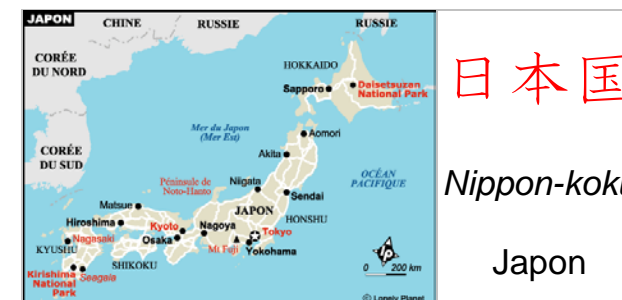 JAPON
CHINE
RUSSIE
RUSSIE
CORÉE
DU NORD
HOKKAIDO
Sapporo
Daisetsuzan
National Park
Mer du Japon
(Mer Est)
Aomori
CORÉE
DU SUD
Akita
OCÉAN
PACIFIQUE
Péninsule de
Noto-Hanto
Niigata
Sendai
Matsue
JAPON
HONSHU
Hiroshima
Kyoto
Nagoya
Tokyo
Nagasaki
Osaka
Mt Fuji
Yokohama
KYUSHU
SHIKOKU
Kirishima
National
Park
Seagaia
0 200 km
© Lonely Planet
日本国
Nippon-koku
Japon